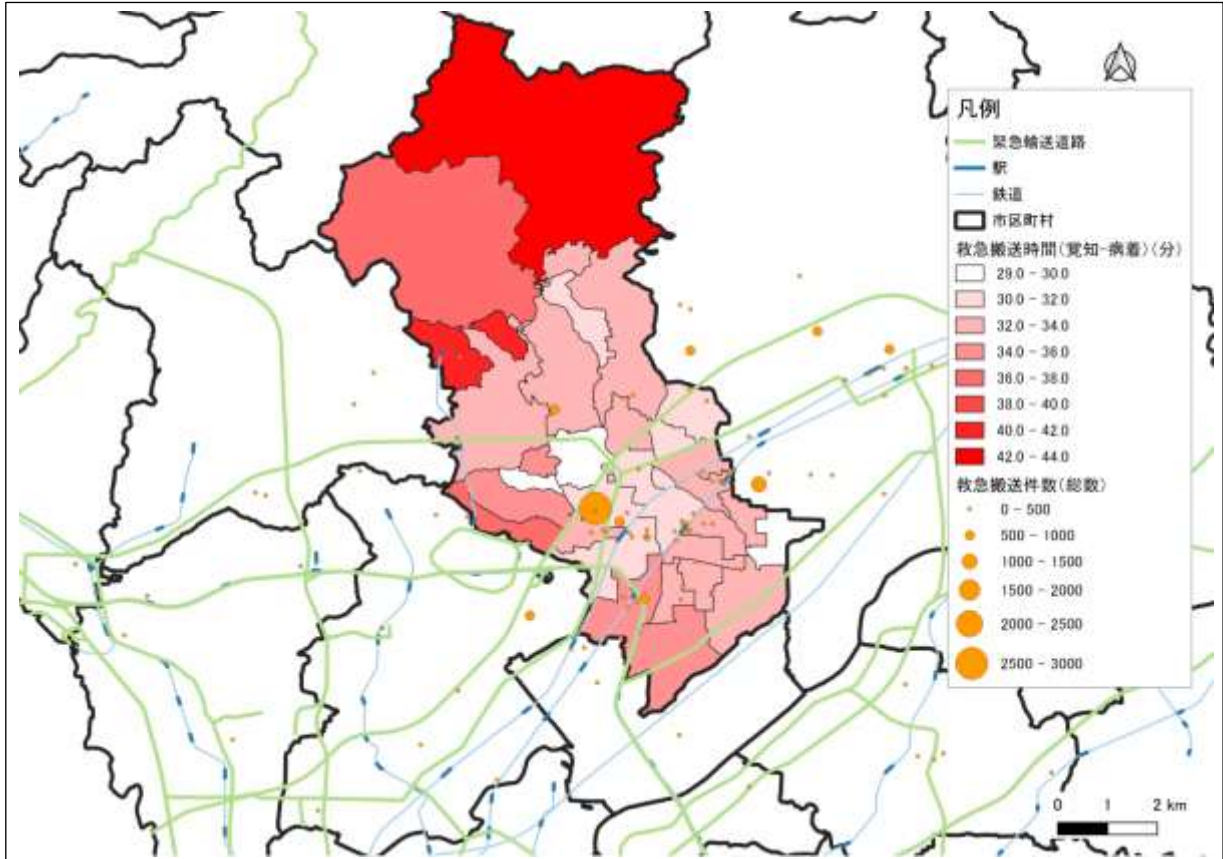 凡例
緊急輸送道路
駅
鉄道
市区町村
救急搬送時間(覚知-病着)(分)
29.0 - 30.0
30.0 - 32.0
32.0 - 34.0
34.0 - 36.0
36.0 - 38.0
38.0 - 40.0
40.0 - 42.0
42.0 - 44.0
救急搬送件数(総数)
0 - 500
500 - 1000
1000 - 1500
1500 - 2000
2000 - 2500
2500 - 3000
0 1 2 km